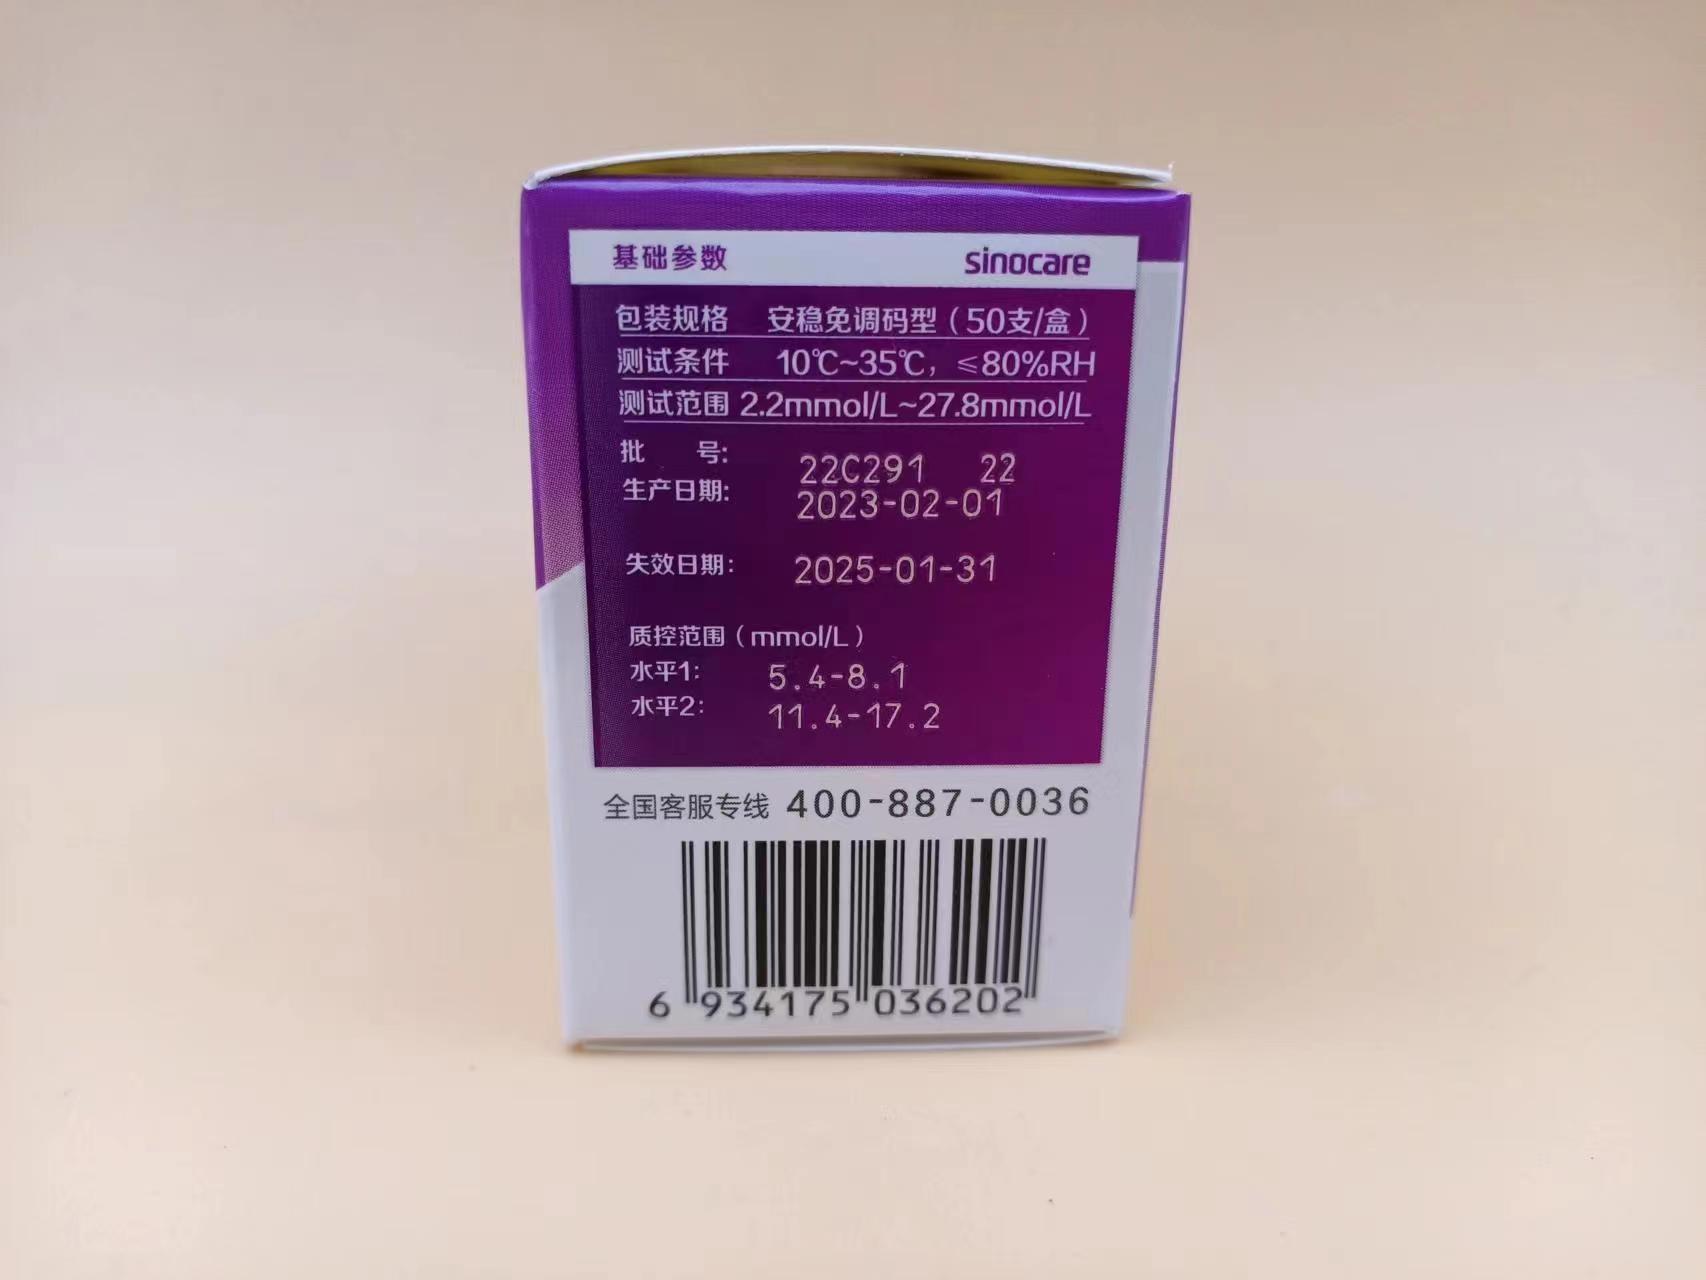 基础参数 sinocare
包装规格 安稳免调码型（50支/盒）
测试条件 10℃~35℃，≤80%RH
测试范围 2.2mmol/L~27.8mmol/L
批 号: 22C291 22
生产日期: 2023-02-01
失效日期: 2025-01-31
质控范围（mmol/L）
水平1: 5.4-8.1
水平2: 11.4-17.2
全国客服专线 400-887-0036
6 934175 036202